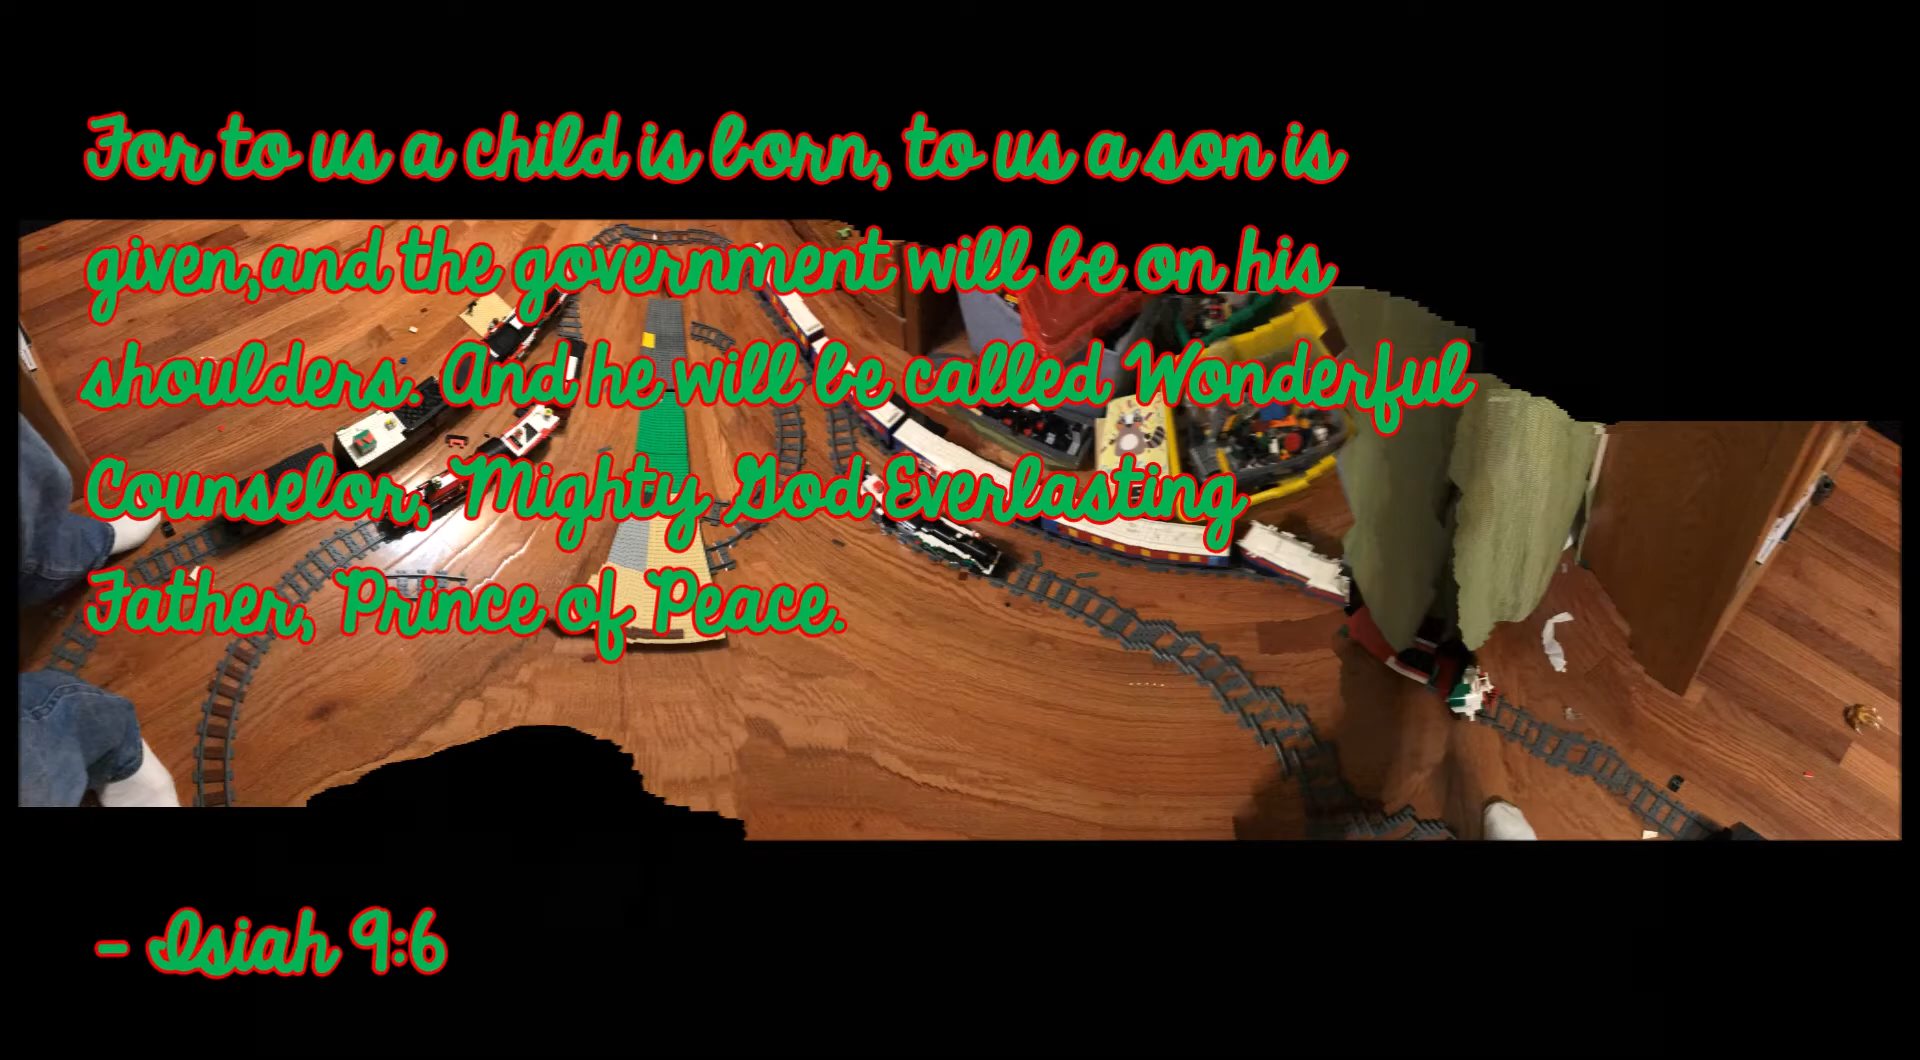 For to us a child is born, to us a son is
given,and the government will be on his
shoulders. And he will be called Wonderful
Counselor, Mighty God Everlasting
Father, Prince of Peace.
- Isiah 9:6